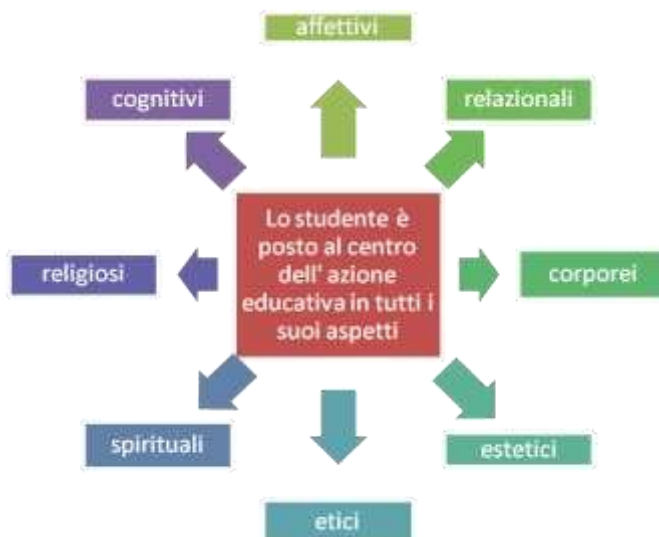 affettivi
cognitivi
relazionali
Lo studente è
posto al centro
dell' azione
educativa in tutti i
suoi aspetti
religiosi
corporei
spirituali
estetici
etici